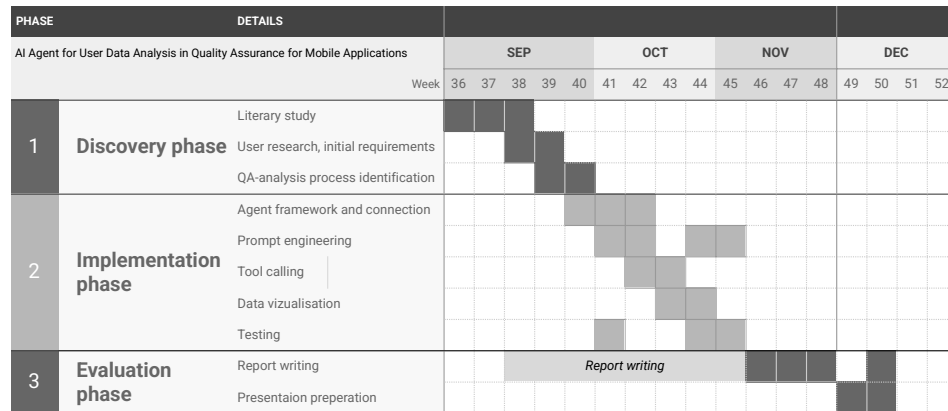 PHASE DETAILS
AI Agent for User Data Analysis in Quality Assurance for Mobile Applications SEP OCT NOV DEC
Week 36 37 38 39 40 41 42 43 44 45 46 47 48 49 50 51 52
1 Discovery phase
Literary study
User research, initial requirements
QA-analysis process identification
2 Implementation phase
Agent framework and connection
Prompt engineering
Tool calling
Data vizualisation
Testing
3 Evaluation phase
Report writing Report writing
Presentaion preperation